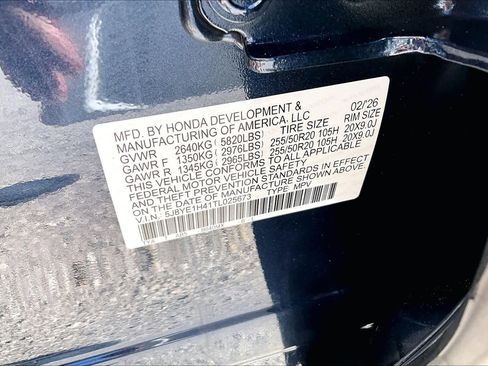 MFD. BY HONDA DEVELOPMENT & 02/26
MANUFACTURING OF AMERICA, LLC RIM SIZE
GVWR 2640KG ( 5820LBS) TIRE SIZE 20X9.0J
GAWR F 1350KG ( 2976LBS) 255/50R20 105H 20X9.0J
GAWR R 1345KG ( 2965LBS) 255/50R20 105H
THIS VEHICLE CONFORMS TO ALL APPLICABLE
FEDERAL MOTOR VEHICLE SAFETY
AND THEFT PREVENTION STANDARDS IN EFFECT
ON THE DATE OF MANUFACTURE SHOWN ABOVE.
V.I.N. 5J8YE1H41TL025673 TYPE: MPV